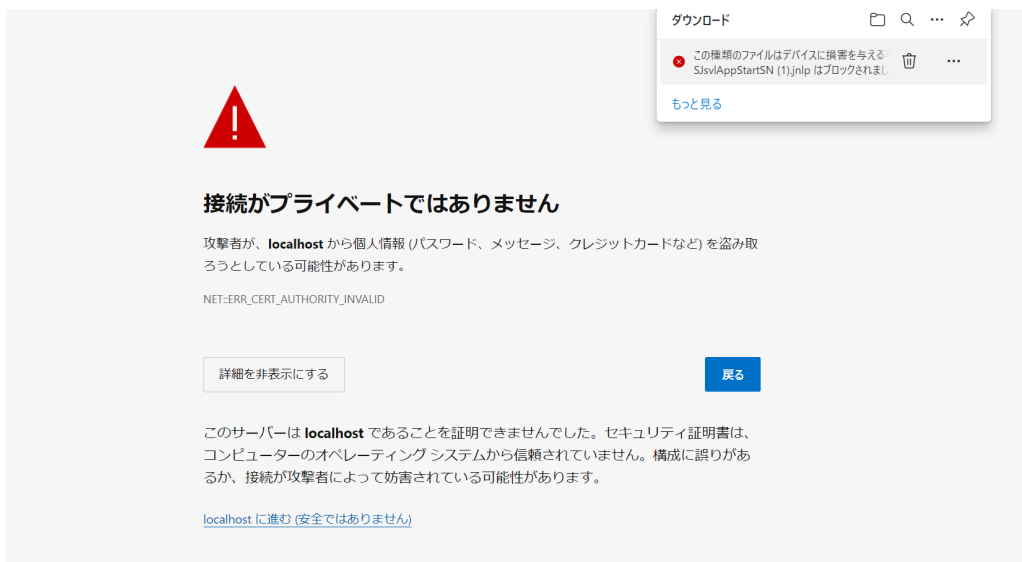 ダウンロード
この種類のファイルはデバイスに損害を与える
SJsvlAppStartSN (1).jnlp はブロックされまし
もっと見る
接続がプライベートではありません
攻撃者が、localhost から個人情報 (パスワード、メッセージ、クレジットカードなど) を盗み取
ろうとしている可能性があります。
NET::ERR_CERT_AUTHORITY_INVALID
詳細を非表示にする
戻る
このサーバーは localhost であることを証明できませんでした。セキュリティ証明書は、
コンピューターのオペレーティング システムから信頼されていません。構成に誤りがあ
るか、接続が攻撃者によって妨害されている可能性があります。
localhost に進む (安全ではありません)